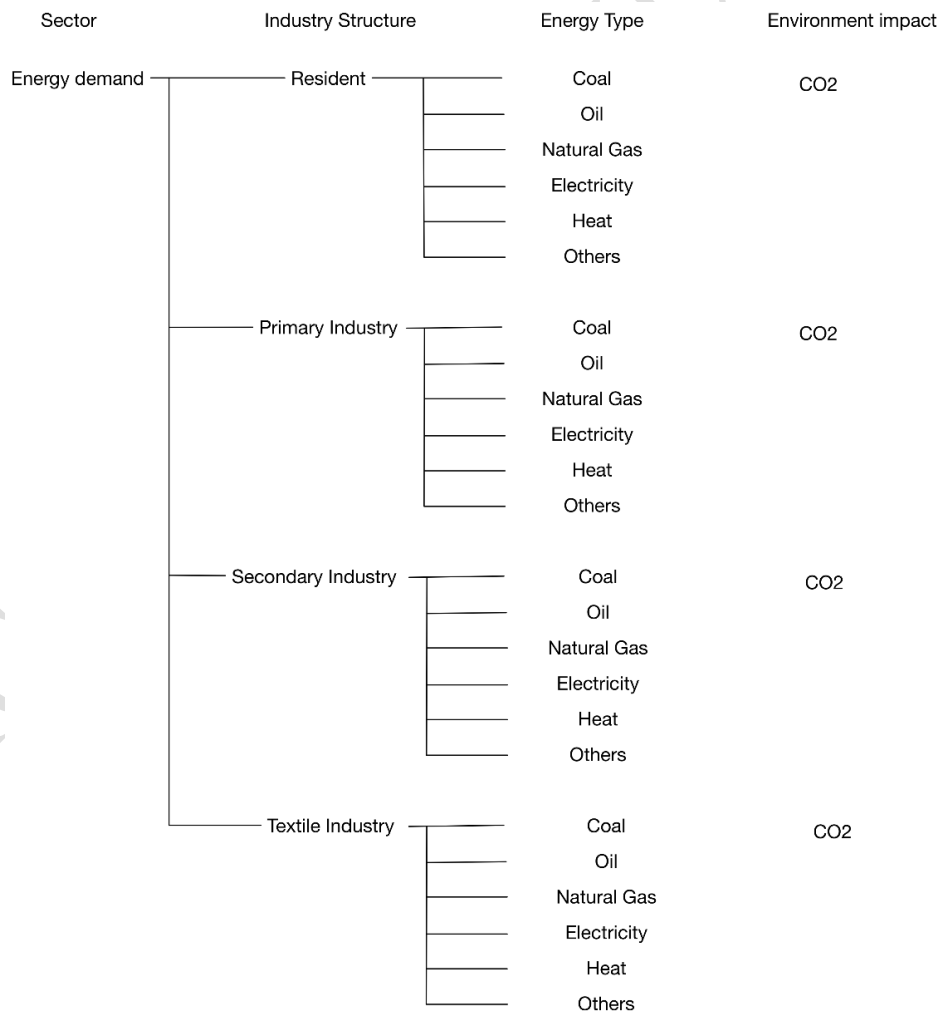 Sector Industry Structure Energy Type Environment impact
Energy demand Resident Coal CO2
Oil
Natural Gas
Electricity
Heat
Others
Primary Industry Coal CO2
Oil
Natural Gas
Electricity
Heat
Others
Secondary Industry Coal CO2
Oil
Natural Gas
Electricity
Heat
Others
Textile Industry Coal CO2
Oil
Natural Gas
Electricity
Heat
Others